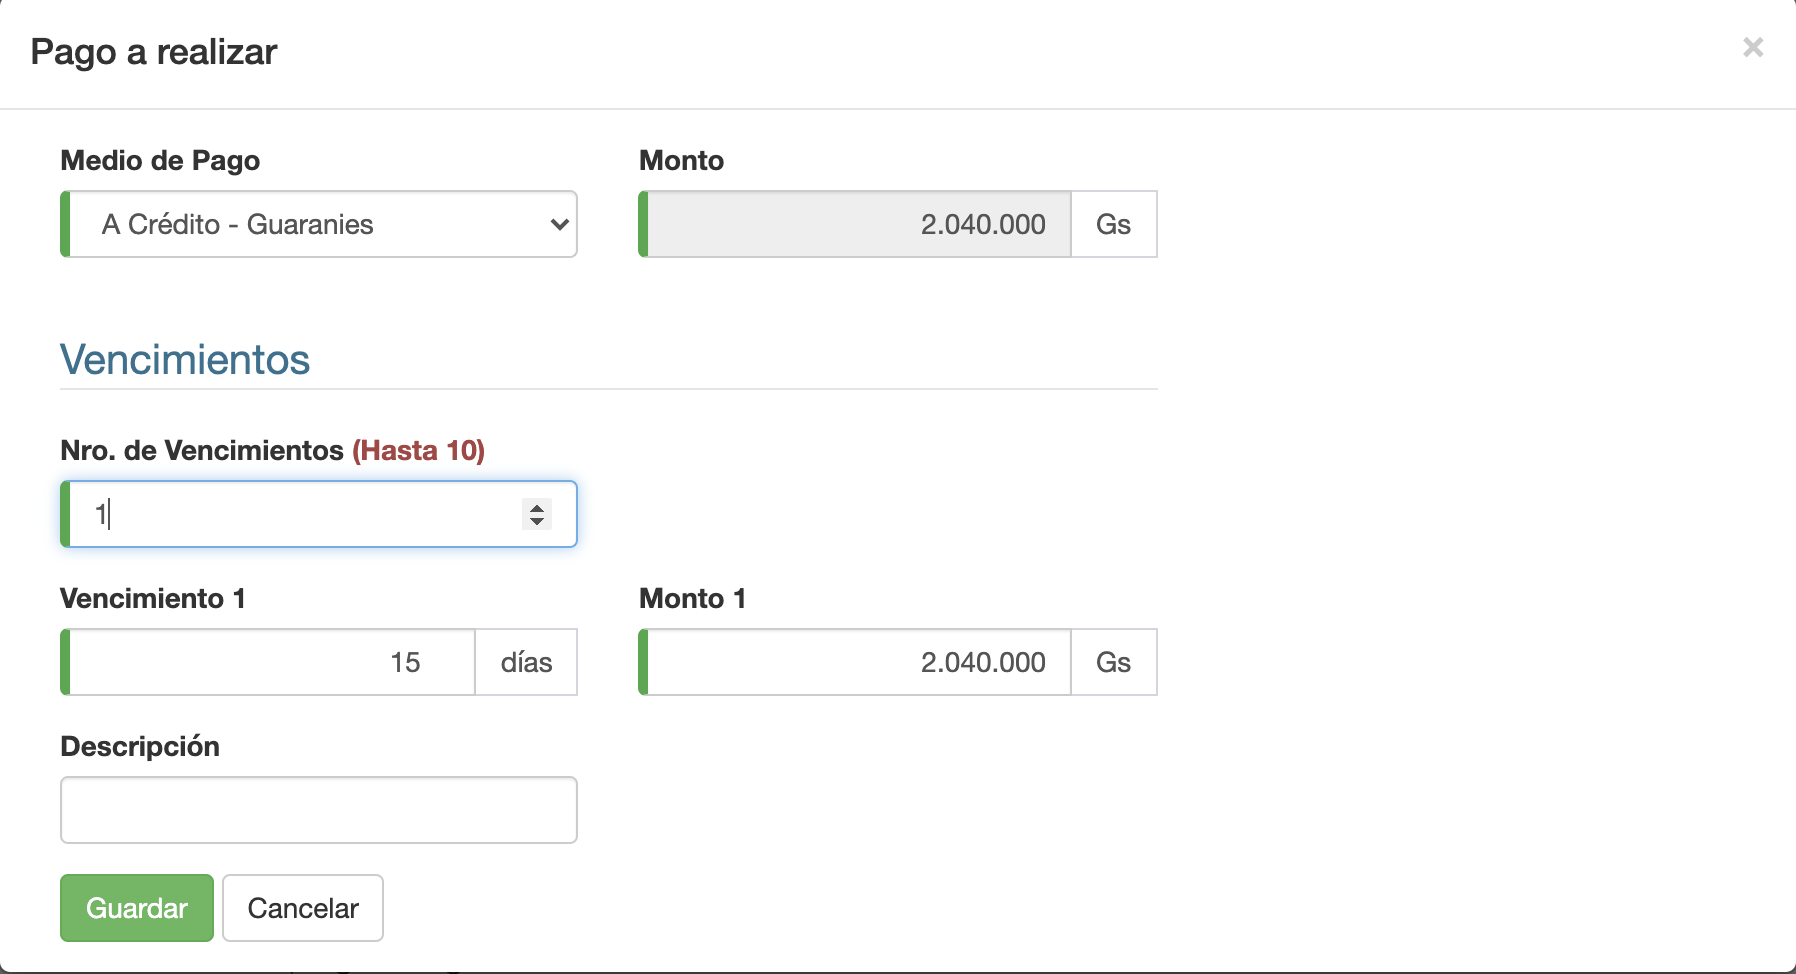 Pago a realizar
×
Medio de Pago
Monto
A Crédito - Guaranies
2.040.000
Gs
Vencimientos
Nro. de Vencimientos (Hasta 10)
1
Vencimiento 1
Monto 1
15
días
2.040.000
Gs
Descripción
Guardar
Cancelar